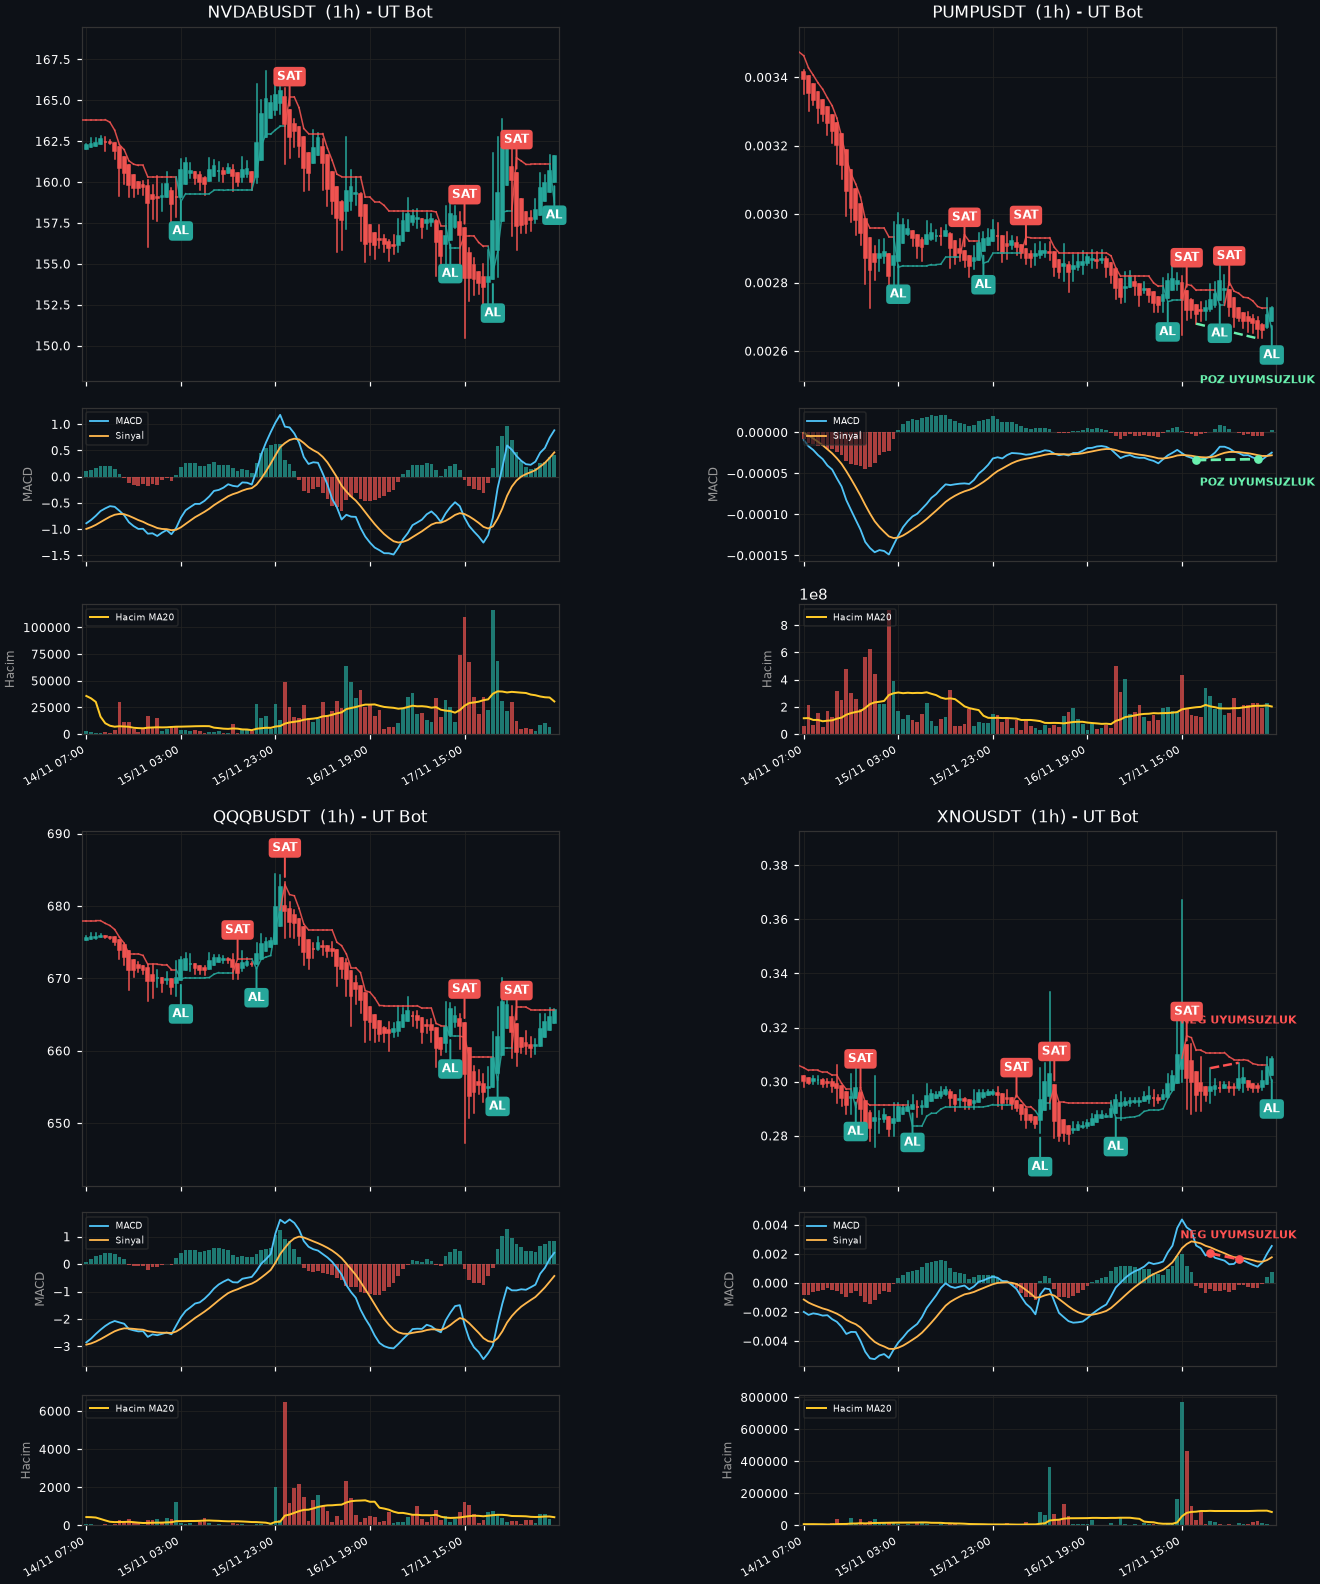 NVDABUSDT  (1h) - UT Bot
167.5
165.0
162.5
160.0
157.5
155.0
152.5
150.0
SAT
SAT
SAT
AL
AL
AL
AL
MACD
1.0
0.5
0.0
−0.5
−1.0
−1.5
MACD
Sinyal
Hacim
100000
75000
50000
25000
0
Hacim MA20
14/11 07:00
15/11 03:00
15/11 23:00
16/11 19:00
17/11 15:00
PUMPUSDT  (1h) - UT Bot
0.0034
0.0032
0.0030
0.0028
0.0026
SAT
SAT
SAT
SAT
AL
AL
AL
AL
AL
POZ UYUMSUZLUK
MACD
0.00000
−0.00005
−0.00010
−0.00015
MACD
Sinyal
POZ UYUMSUZLUK
1e8
Hacim
8
6
4
2
0
Hacim MA20
14/11 07:00
15/11 03:00
15/11 23:00
16/11 19:00
17/11 15:00
QQQBUSDT  (1h) - UT Bot
690
680
670
660
650
SAT
SAT
SAT
SAT
AL
AL
AL
AL
MACD
1
0
−1
−2
−3
MACD
Sinyal
Hacim
6000
4000
2000
0
Hacim MA20
14/11 07:00
15/11 03:00
15/11 23:00
16/11 19:00
17/11 15:00
XNOUSDT  (1h) - UT Bot
0.38
0.36
0.34
0.32
0.30
0.28
SAT
SAT
SAT
SAT
NEG UYUMSUZLUK
AL
AL
AL
AL
AL
MACD
0.004
0.002
0.000
−0.002
−0.004
MACD
Sinyal
NEG UYUMSUZLUK
Hacim
800000
600000
400000
200000
0
Hacim MA20
14/11 07:00
15/11 03:00
15/11 23:00
16/11 19:00
17/11 15:00